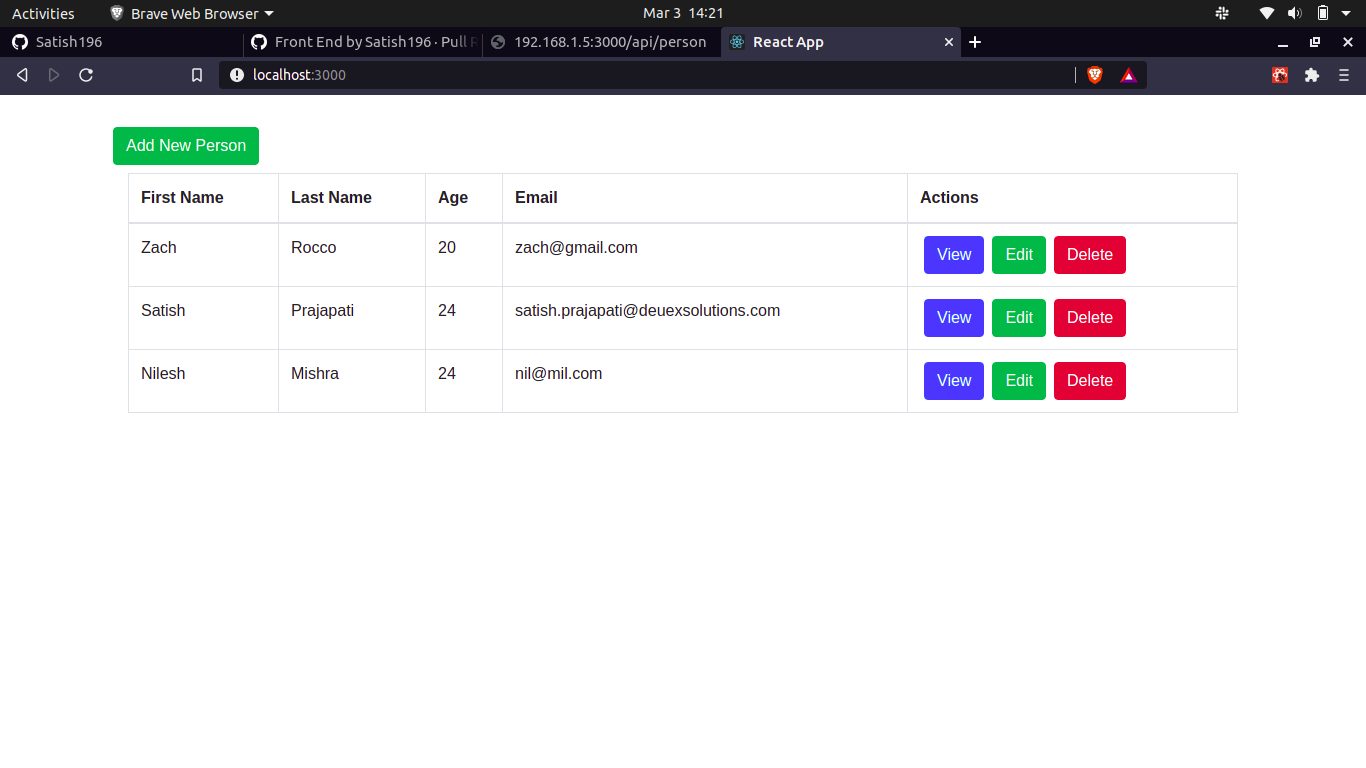 Activities Brave Web Browser Mar 3 14:21
Satish196 Front End by Satish196 · Pull R 192.168.1.5:3000/api/person React App
localhost:3000
Add New Person
First Name Last Name Age Email Actions
Zach Rocco 20 zach@gmail.com View Edit Delete
Satish Prajapati 24 satish.prajapati@deuexsolutions.com View Edit Delete
Nilesh Mishra 24 nil@mil.com View Edit Delete